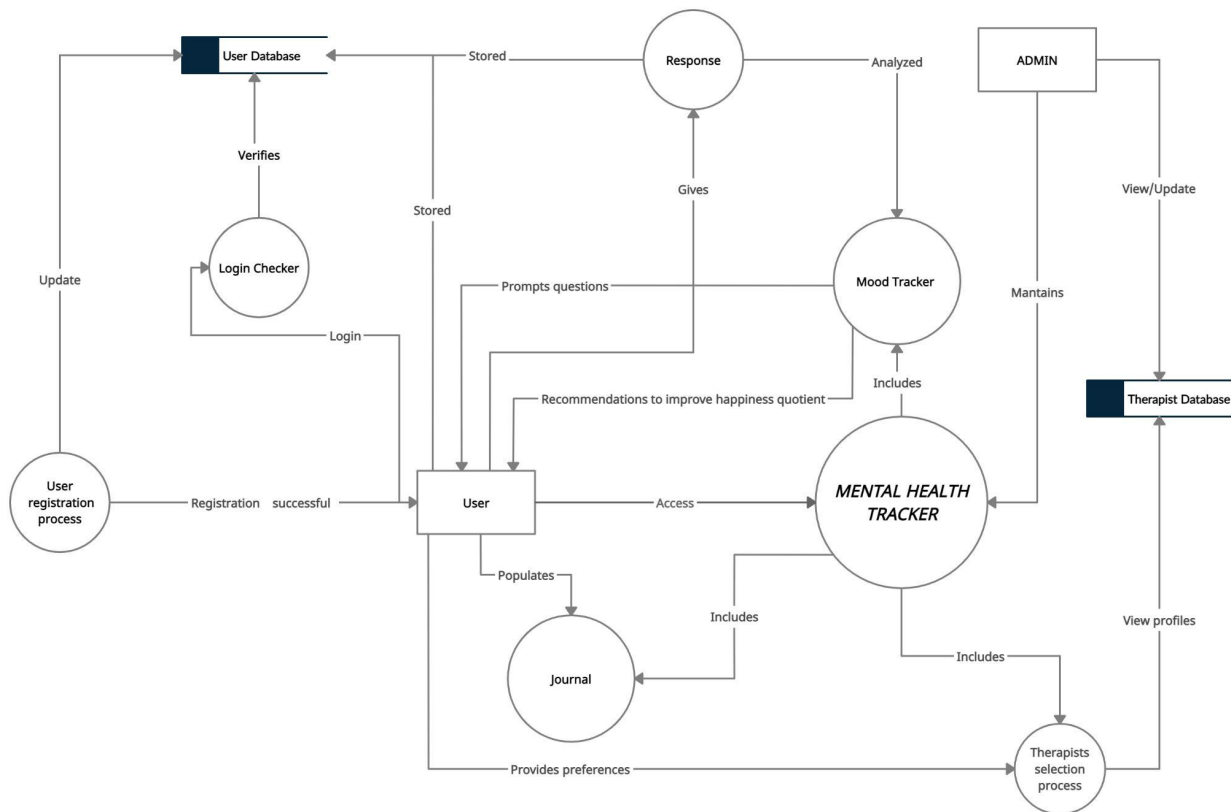 User Database
Stored
Response
Analyzed
ADMIN
Verifies
View/Update
Gives
Stored
Login Checker
Update
Mood Tracker
Prompts questions
Mantains
Login
Includes
Recommendations to improve happiness quotient
Therapist Database
User
registration
process
Registration successful
User
Access
MENTAL HEALTH
TRACKER
Populates
Includes
View profiles
Journal
Includes
Provides preferences
Therapists
selection
process